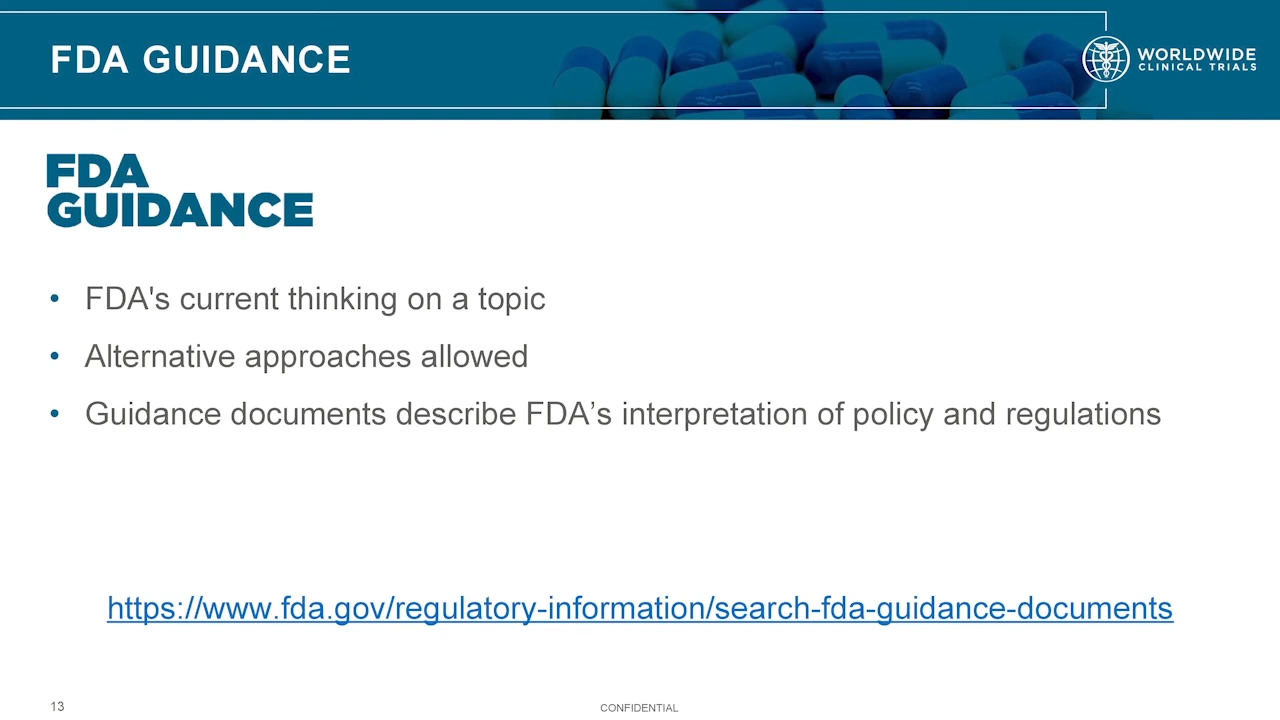 FDA GUIDANCE
WORLDWIDE
CLINICAL TRIALS
FDA
GUIDANCE
• FDA's current thinking on a topic
• Alternative approaches allowed
• Guidance documents describe FDA’s interpretation of policy and regulations
https://www.fda.gov/regulatory-information/search-fda-guidance-documents
13
CONFIDENTIAL